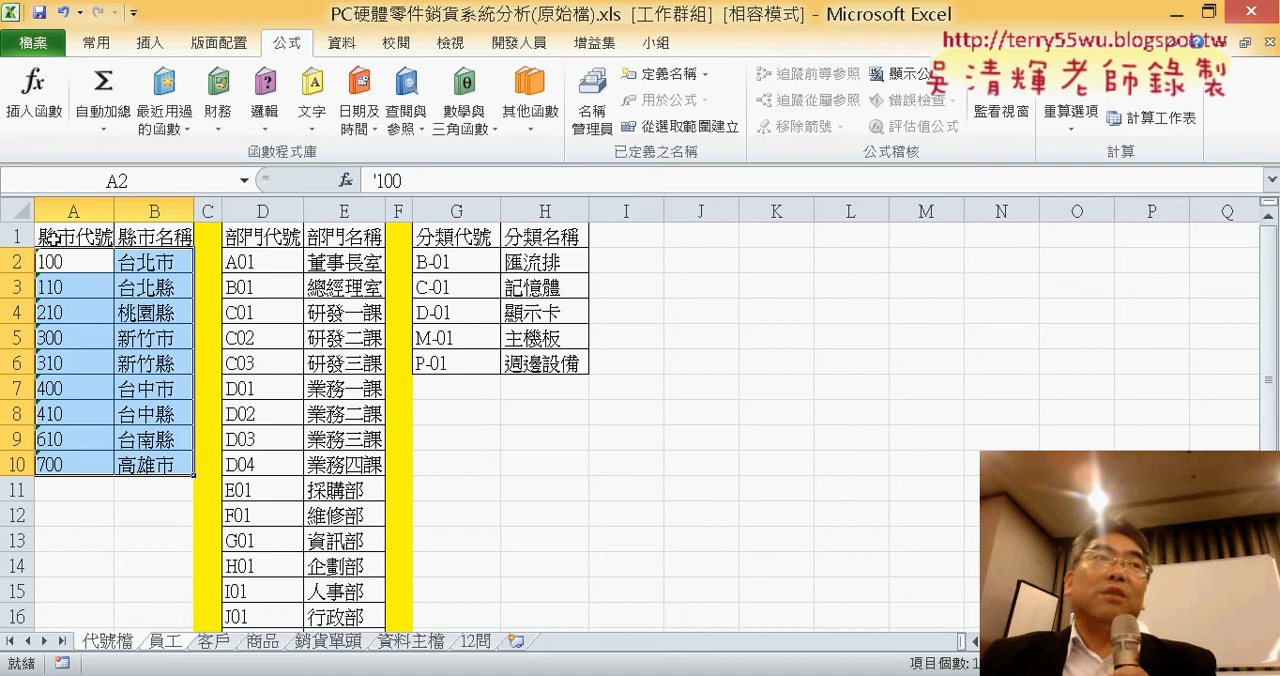 PC硬體零件銷貨系統分析(原始檔).xls [工作群組] [相容模式] - Microsoft Excel
檔案 常用 插入 版面配置 公式 資料 校閱 檢視 開發人員 增益集 小組
http://terry55wu.blogspot.tw
吳清輝老師錄製
插入函數 自動加總 最近用過的函數 財務 邏輯 文字 日期及時間 查閱與參照 數學與三角函數 其他函數
名稱管理員 定義名稱 用於公式 從選取範圍建立
追蹤前導參照 追蹤從屬參照 移除箭號 顯示公 錯誤檢查 評估值公式 監看視窗
重算選項 計算工作表
函數程式庫 已定義之名稱 公式稽核 計算
A2 fx '100
A B C D E F G H I J K L M N O P Q
1 縣市代號 縣市名稱 部門代號 部門名稱 分類代號 分類名稱
2 100 台北市 A01 董事長室 B-01 匯流排
3 110 台北縣 B01 總經理室 C-01 記憶體
4 210 桃園縣 C01 研發一課 D-01 顯示卡
5 300 新竹市 C02 研發二課 M-01 主機板
6 310 新竹縣 C03 研發三課 P-01 週邊設備
7 400 台中市 D01 業務一課
8 410 台中縣 D02 業務二課
9 610 台南縣 D03 業務三課
10 700 高雄市 D04 業務四課
11 E01 採購部
12 F01 維修部
13 G01 資訊部
14 H01 企劃部
15 I01 人事部
16 J01 行政部
代號檔 員工 客戶 商品 銷貨單頭 資料主檔 12問
就緒 項目個數: 1